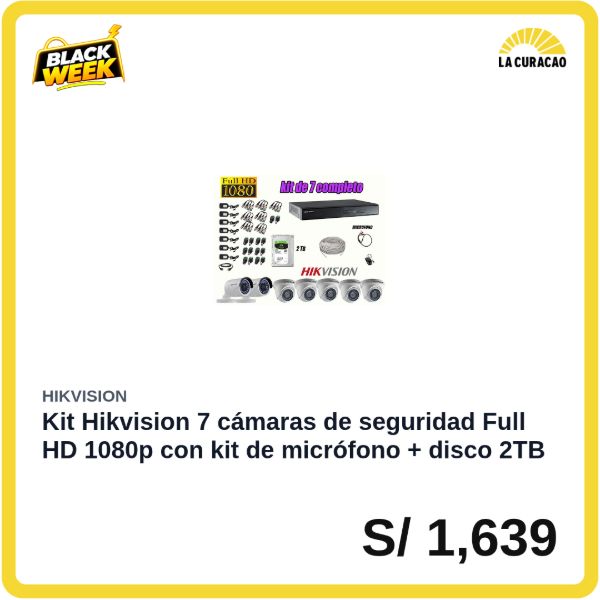 BLACK
WEEK
LA CURACAO
Full HD
1080
kit de 7 completo
MICROFONO
2 TB
HIKVISION
HIKVISION
Kit Hikvision 7 cámaras de seguridad Full
HD 1080p con kit de micrófono + disco 2TB
S/ 1,639